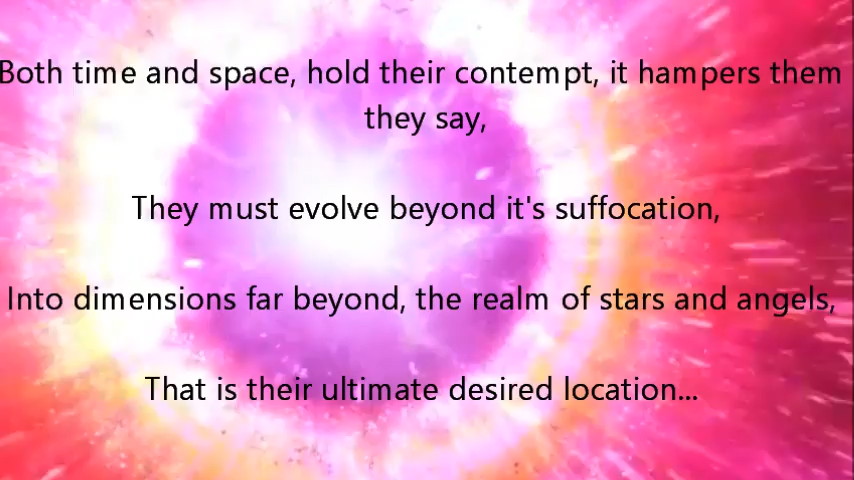 Both time and space, hold their contempt, it hampers them
they say,
They must evolve beyond it's suffocation,
Into dimensions far beyond, the realm of stars and angels,
That is their ultimate desired location...